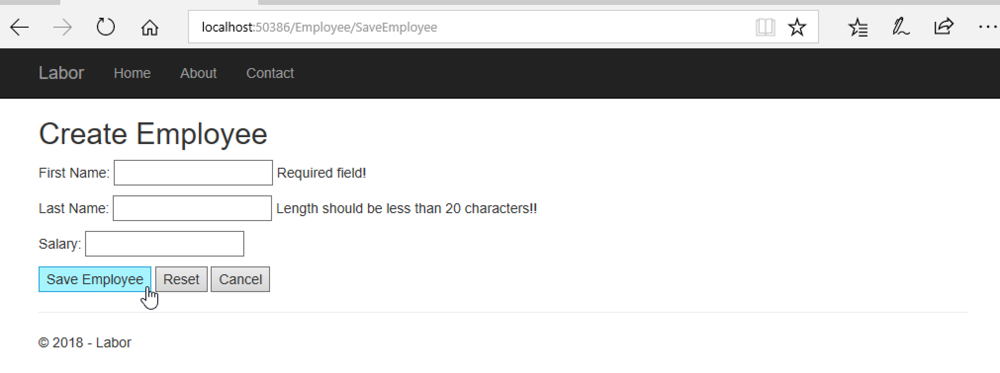 localhost:50386/Employee/SaveEmployee
Labor Home About Contact
Create Employee
First Name: Required field!
Last Name: Length should be less than 20 characters!!
Salary:
Save Employee Reset Cancel
© 2018 - Labor